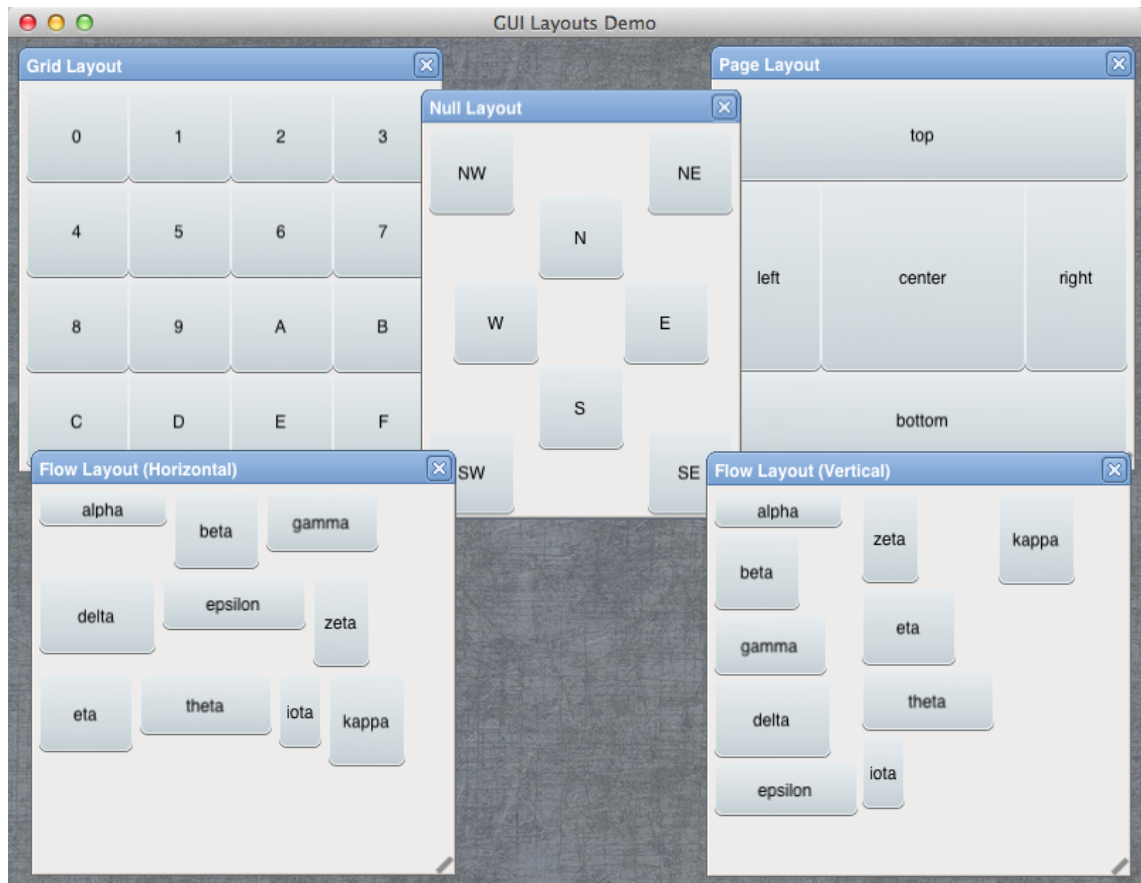 GUI Layouts Demo
Grid Layout
0 1 2 3
4 5 6 7
8 9 A B
C D E F
Null Layout
NW NE
N
W E
S
SW SE
Page Layout
top
left center right
bottom
Flow Layout (Horizontal)
alpha beta gamma
delta epsilon zeta
eta theta iota kappa
Flow Layout (Vertical)
alpha
beta
gamma
delta
epsilon
zeta
eta
theta
iota
kappa